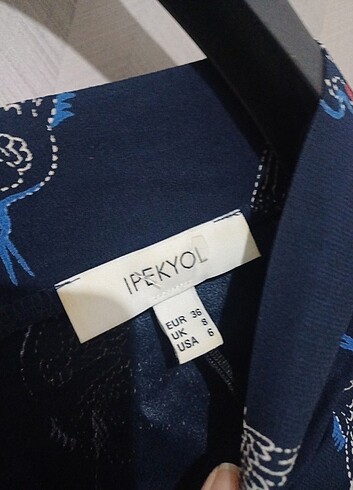 IPEKYOL
EUR 36
UK 8
USA 6